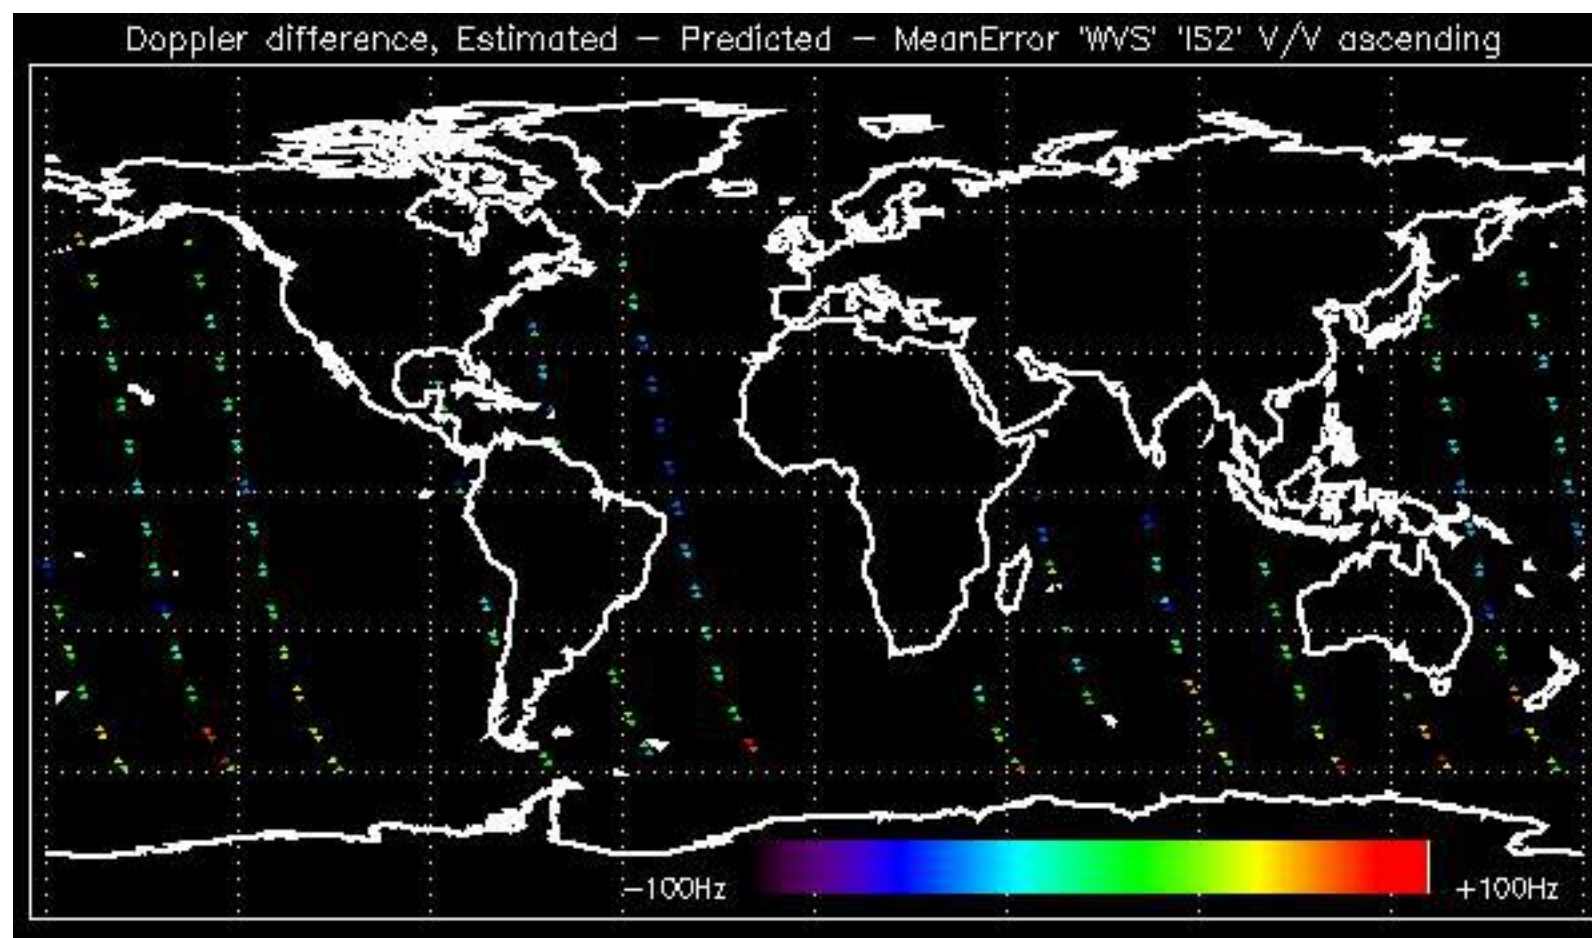 Doppler difference, Estimated – Predicted – MeanError 'WVS' 'IS2' V/V ascending
-100Hz
+100Hz